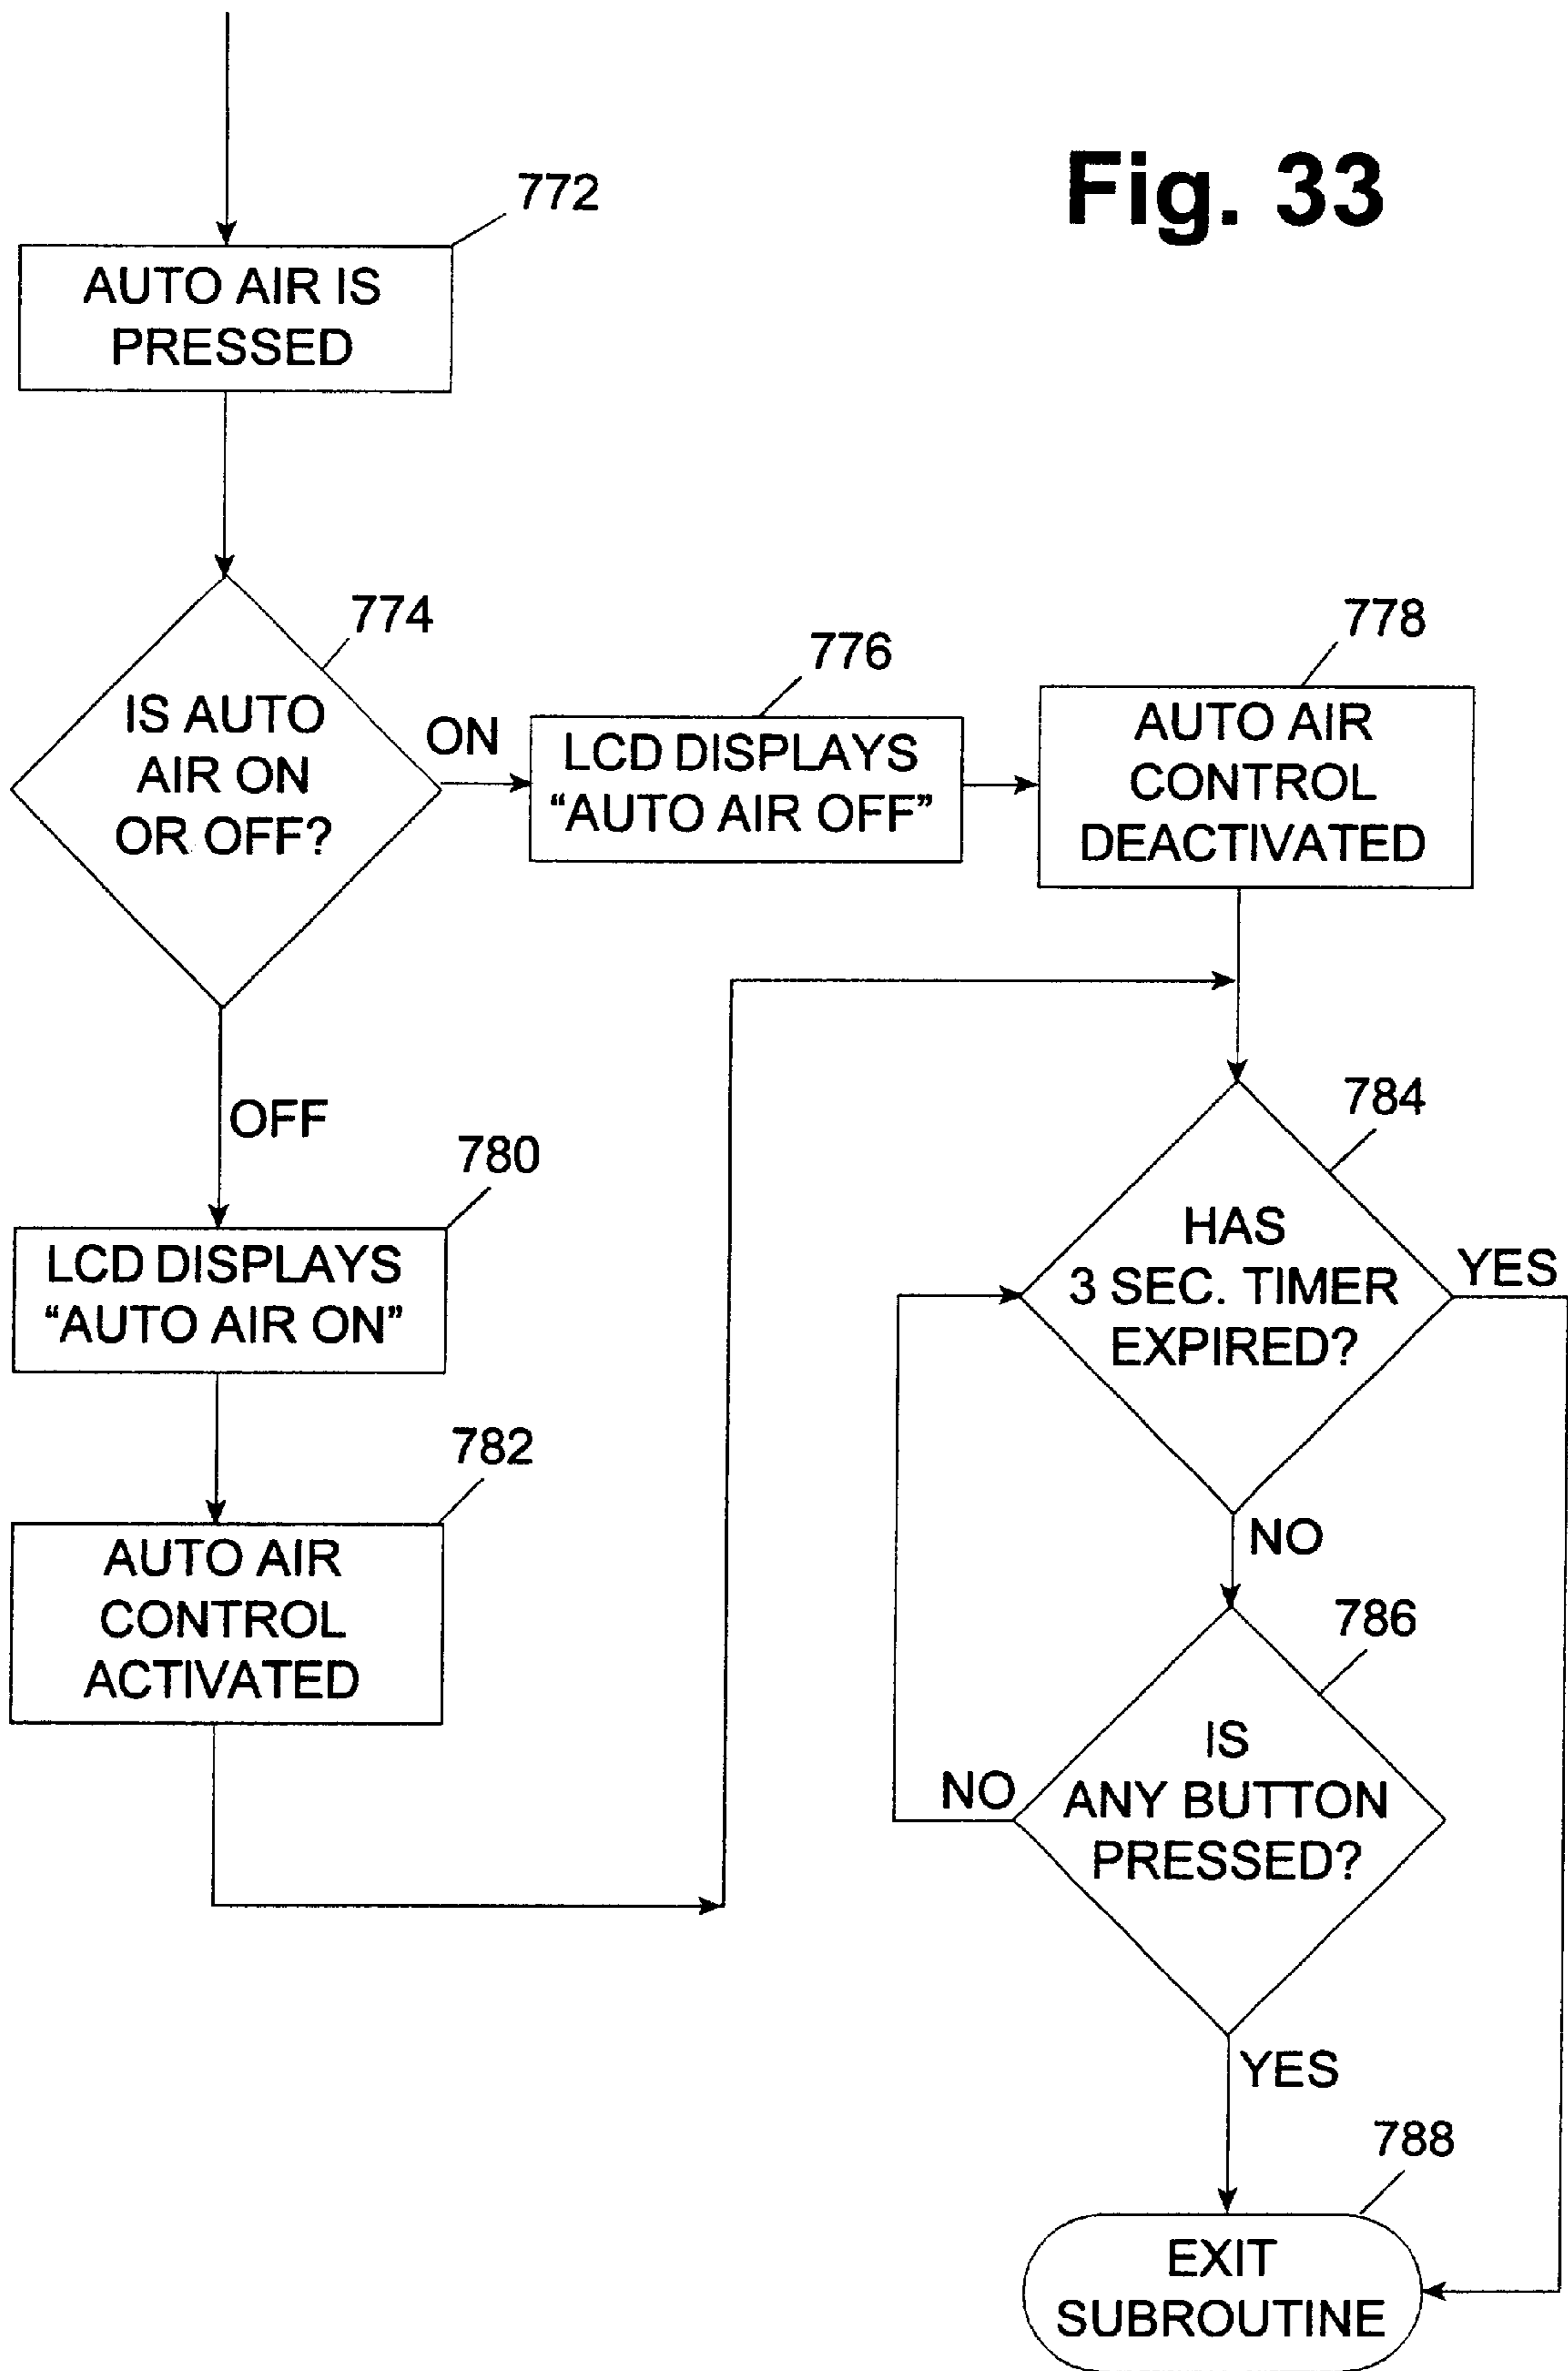 Fig. 33
772
AUTO AIR IS
PRESSED
774
IS AUTO
AIR ON
OR OFF?
ON
776
LCD DISPLAYS
“AUTO AIR OFF”
778
AUTO AIR
CONTROL
DEACTIVATED
OFF
780
LCD DISPLAYS
“AUTO AIR ON”
782
AUTO AIR
CONTROL
ACTIVATED
784
HAS
3 SEC. TIMER
EXPIRED?
YES
NO
786
IS
ANY BUTTON
PRESSED?
NO
YES
788
EXIT
SUBROUTINE